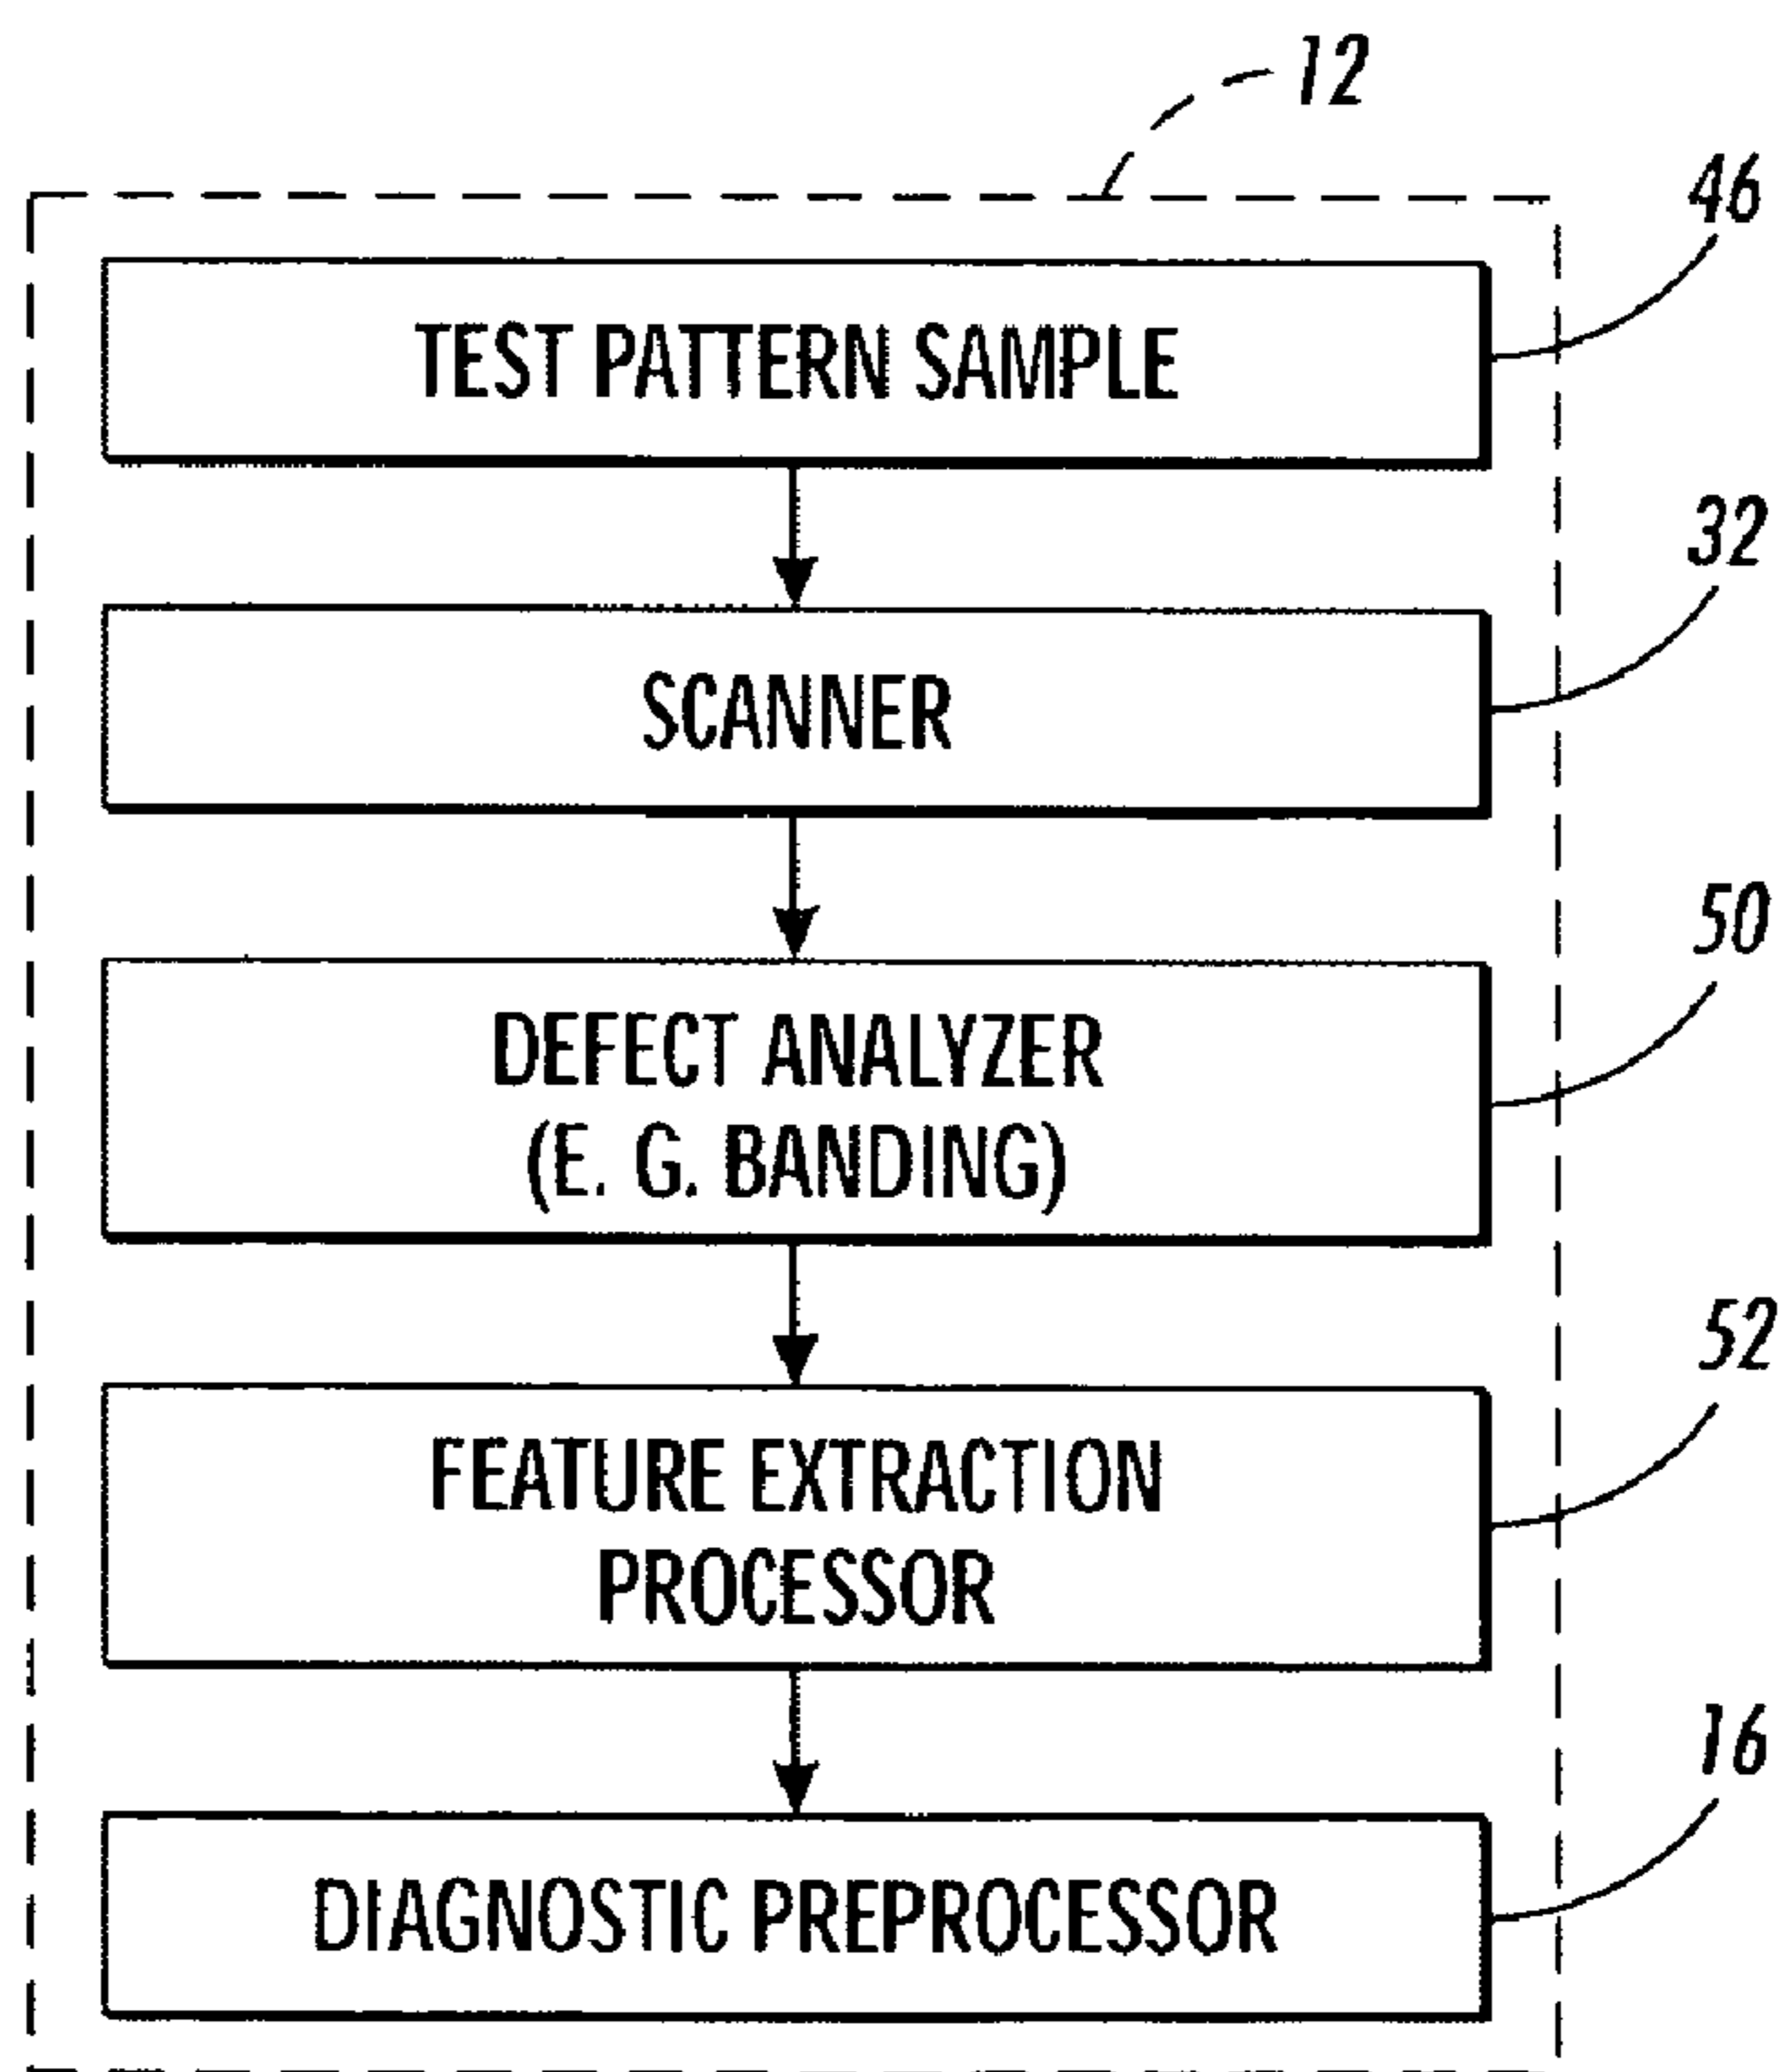 12
46
TEST PATTERN SAMPLE
32
SCANNER
50
DEFECT ANALYZER
(E. G. BANDING)
52
FEATURE EXTRACTION
PROCESSOR
16
DIAGNOSTIC PREPROCESSOR